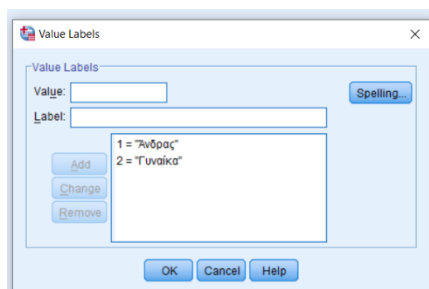 Value Labels
Value Labels
Value:
Spelling...
Label:
1 = "Άνδρας"
2 = "Γυναίκα"
Add
Change
Remove
OK Cancel Help